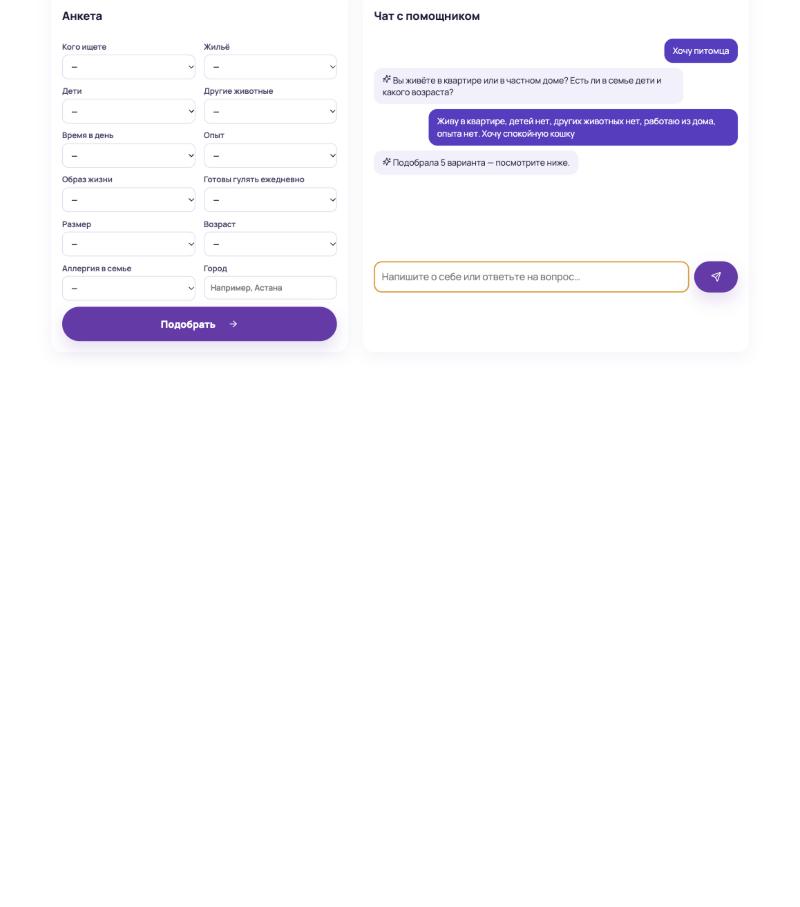 Анкета
Кого ищете
Жильё
–
–
Дети
Другие животные
–
–
Время в день
Опыт
–
–
Образ жизни
Готовы гулять ежедневно
–
–
Размер
Возраст
–
–
Аллергия в семье
Город
–
Например, Астана
Подобрать →
Чат с помощником
Хочу питомца
Вы живёте в квартире или в частном доме? Есть ли в семье дети и
какого возраста?
Живу в квартире, детей нет, других животных нет, работаю из дома,
опыта нет. Хочу спокойную кошку
Подобрала 5 варианта — посмотрите ниже.
Напишите о себе или ответьте на вопрос...